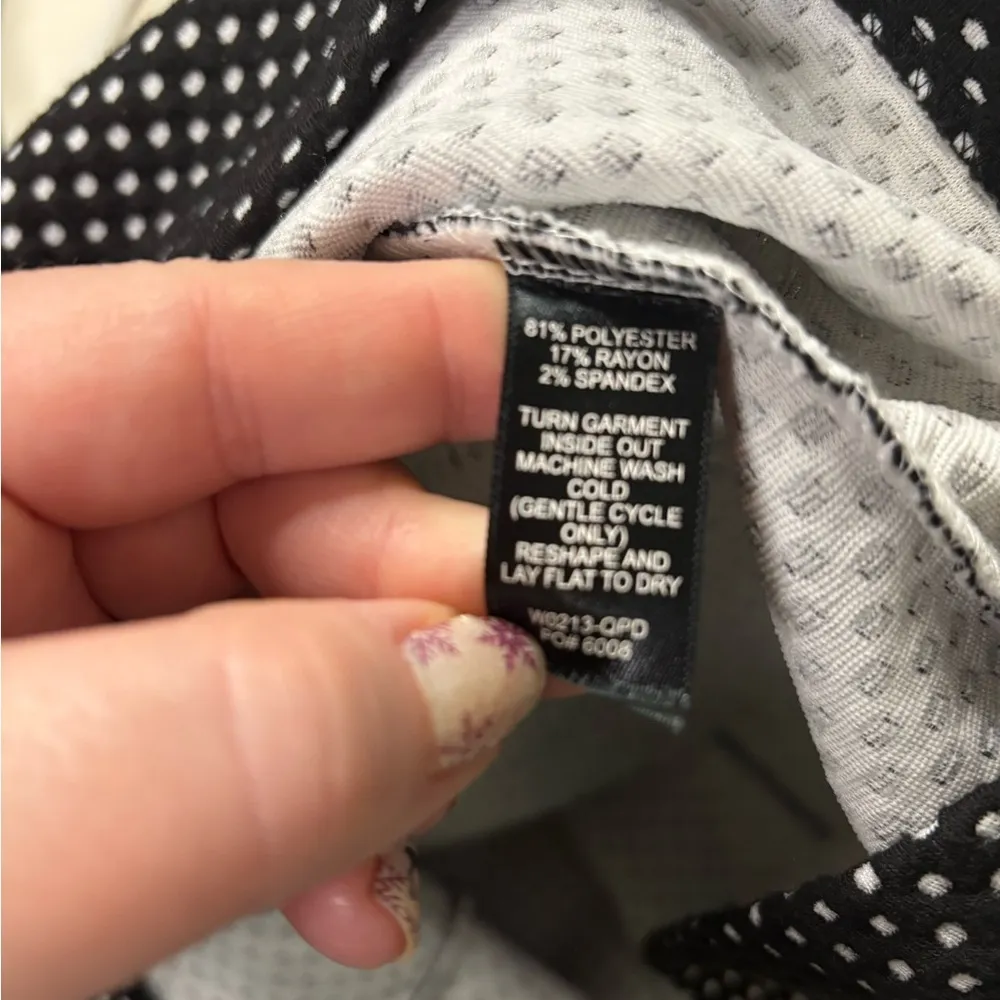 81% POLYESTER
17% RAYON
2% SPANDEX
TURN GARMENT
INSIDE OUT
MACHINE WASH
COLD
(GENTLE CYCLE
ONLY)
RESHAPE AND
LAY FLAT TO DRY
W0213-QPD
PO# 6008